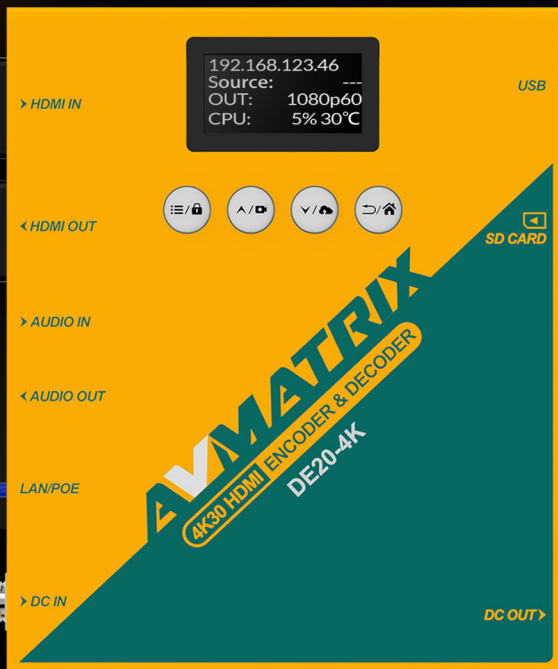 192.168.123.46
Source: ---
OUT: 1080p60
CPU: 5% 30℃
USB
HDMI IN
HDMI OUT
SD CARD
AUDIO IN
AUDIO OUT
AVMATRIX
4K30 HDMI ENCODER & DECODER
DE20-4K
LAN/POE
DC IN
DC OUT